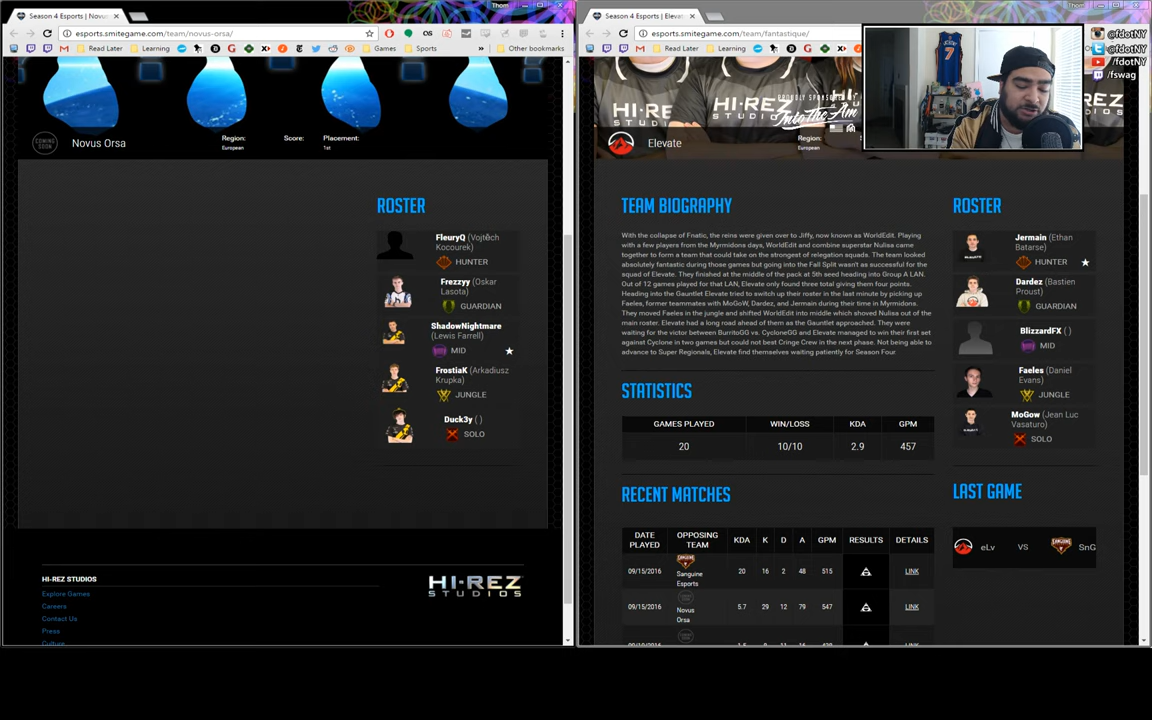 Thom
Season 4 Esports | Novus
esports.smitegame.com/team/novus-orsa/
Read Later
Learning
Games
Sports
Other bookmarks
COMING SOON
Novus Orsa
Region:
European
Score:
Placement:
1st
ROSTER
FleuryQ (Vojtěch
Kocourek)
HUNTER
Frezzyy (Oskar
Lasota)
GUARDIAN
ShadowNightmare
(Lewis Farrell)
MID
FrostiaK (Arkadiusz
Krupka)
JUNGLE
Duck3y ( )
SOLO
HI-REZ STUDIOS
Explore Games
Careers
Contact Us
Press
Culture
HI-REZ
STUDIOS
Thom
Season 4 Esports | Elevat
esports.smitegame.com/team/fantastique/
Read Later
Learning
@fdotNY
@fdotNY
/fdotNY
/fswag
HI-REZ
STUDIOS
HI-REZ
STUDIOS
PROUDLY SPONSORED BY
Into The Am
Elevate
Region:
European
TEAM BIOGRAPHY
With the collapse of Fnatic, the reins were given over to Jiffy, now known as WorldEdit. Playing
with a few players from the Myrmidons days, WorldEdit and combine superstar Nulisa came
together to form a team that could take on the strongest of relegation squads. The team looked
absolutely fantastic during those games but going into the Fall Split wasn't as successful for the
squad of Elevate. They finished at the middle of the pack at 5th seed heading into Group A LAN.
Out of 12 games played for that LAN, Elevate only found three total giving them four points.
Heading into the Gauntlet Elevate tried to switch up their roster in the last minute by picking up
Faeles, former teammates with MoGoW, Dardez, and Jermain during their time in Myrmidons.
They moved Faeles in the jungle and shifted WorldEdit into middle which shoved Nulisa out of the
main roster. Elevate had a long road ahead of them as the Gauntlet approached. They were
waiting for the victor between BurritoGG vs. CycloneGG and Elevate managed to win their first set
against Cyclone in two games but could not best Cringe Crew in the next phase. Not being able to
advance to Super Regionals, Elevate find themselves waiting patiently for Season Four
STATISTICS
GAMES PLAYED WIN/LOSS KDA GPM
20 10/10 2.9 457
RECENT MATCHES
DATE PLAYED OPPOSING TEAM KDA K D A GPM RESULTS DETAILS
09/15/2016 Sanguine Esports 20 16 2 48 515 LINK
09/15/2016 Novus Orsa 5.7 29 12 79 547 LINK
ROSTER
Jermain (Ethan
Batarse)
HUNTER
Dardez (Bastien
Proust)
GUARDIAN
BlizzardFX ( )
MID
Faeles (Daniel
Evans)
JUNGLE
MoGow (Jean Luc
Vasaturo)
SOLO
LAST GAME
eLv VS SnG